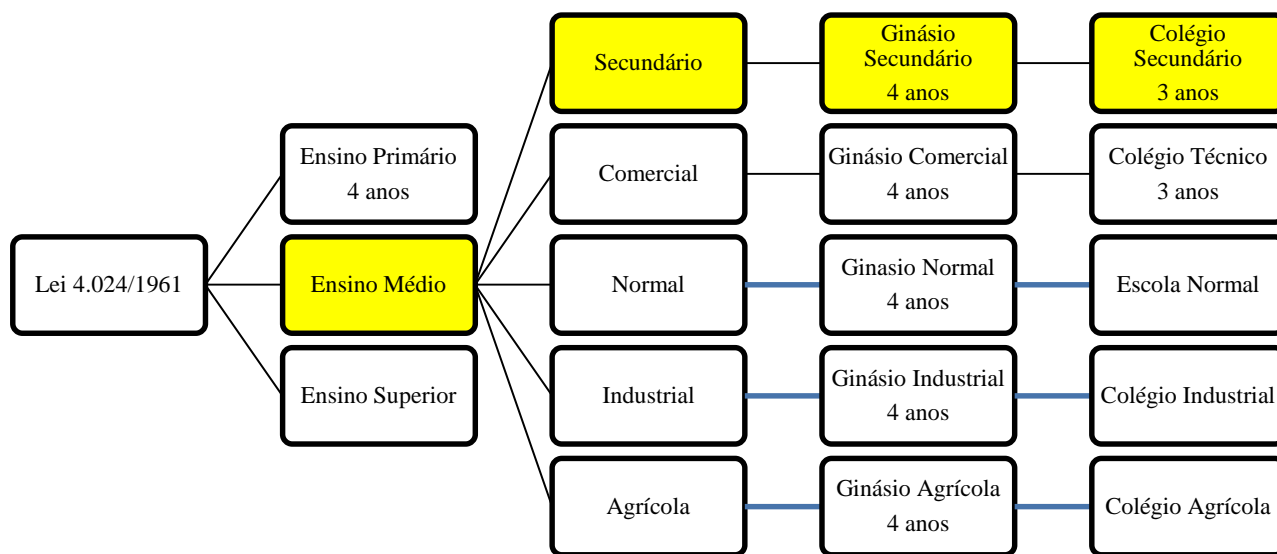 Lei 4.024/1961
Ensino Primário
4 anos
Ensino Médio
Ensino Superior
Secundário
Ginásio
Secundário
4 anos
Colégio
Secundário
3 anos
Comercial
Ginásio Comercial
4 anos
Colégio Técnico
3 anos
Normal
Ginasio Normal
4 anos
Escola Normal
Industrial
Ginásio Industrial
4 anos
Colégio Industrial
Agrícola
Ginásio Agrícola
4 anos
Colégio Agrícola